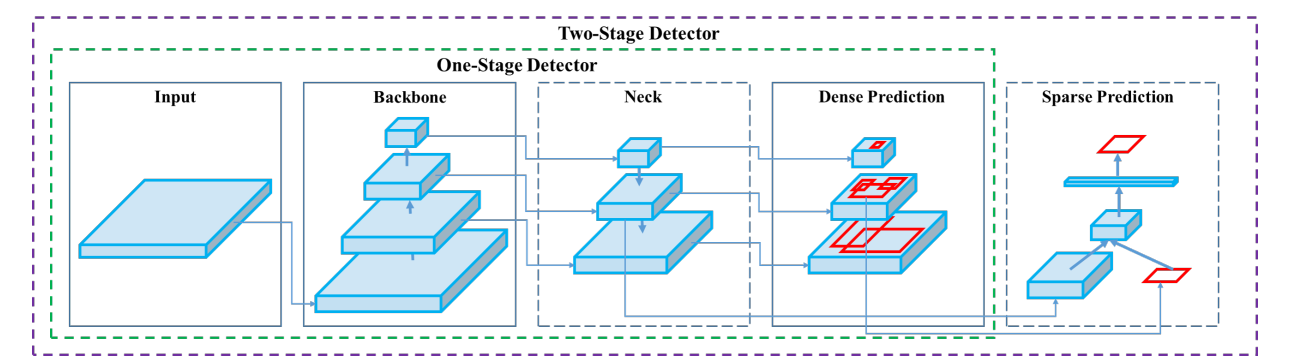 Two-Stage Detector
One-Stage Detector
Input
Backbone
Neck
Dense Prediction
Sparse Prediction